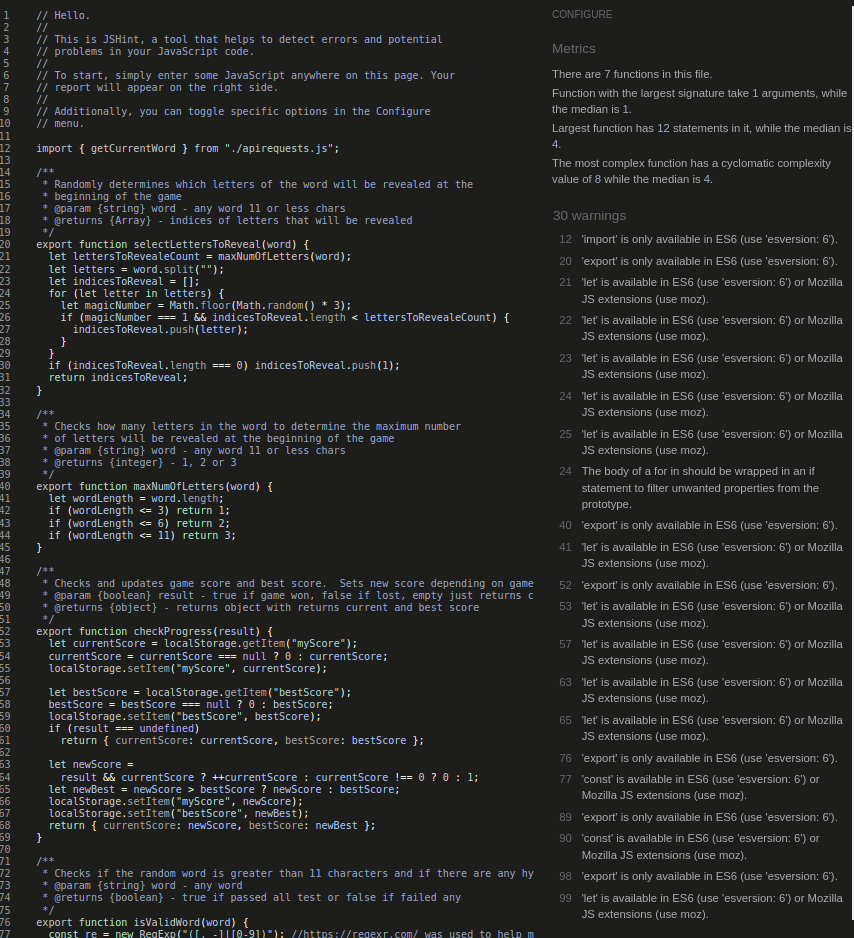 1 // Hello.
2 //
3 // This is JSHint, a tool that helps to detect errors and potential
4 // problems in your JavaScript code.
5 //
6 // To start, simply enter some JavaScript anywhere on this page. Your
7 // report will appear on the right side.
8 //
9 // Additionally, you can toggle specific options in the Configure
10 // menu.
11
12 import { getCurrentWord } from "./apirequests.js";
13
14 /**
15 * Randomly determines which letters of the word will be revealed at the
16 * beginning of the game
17 * @param {string} word - any word 11 or less chars
18 * @returns {Array} - indices of letters that will be revealed
19 */
20 export function selectLettersToReveal(word) {
21 let lettersToRevealeCount = maxNumOfLetters(word);
22 let letters = word.split("");
23 let indicesToReveal = [];
24 for (let letter in letters) {
25 let magicNumber = Math.floor(Math.random() * 3);
26 if (magicNumber === 1 && indicesToReveal.length < lettersToRevealeCount) {
27 indicesToReveal.push(letter);
28 }
29 }
30 if (indicesToReveal.length === 0) indicesToReveal.push(1);
31 return indicesToReveal;
32 }
33
34 /**
35 * Checks how many letters in the word to determine the maximum number
36 * of letters will be revealed at the beginning of the game
37 * @param {string} word - any word 11 or less chars
38 * @returns {integer} - 1, 2 or 3
39 */
40 export function maxNumOfLetters(word) {
41 let wordLength = word.length;
42 if (wordLength <= 3) return 1;
43 if (wordLength <= 6) return 2;
44 if (wordLength <= 11) return 3;
45 }
46
47 /**
48 * Checks and updates game score and best score.  Sets new score depending on game
49 * @param {boolean} result - true if game won, false if lost, empty just returns c
50 * @returns {object} - returns object with returns current and best score
51 */
52 export function checkProgress(result) {
53 let currentScore = localStorage.getItem("myScore");
54 currentScore = currentScore === null ? 0 : currentScore;
55 localStorage.setItem("myScore", currentScore);
56
57 let bestScore = localStorage.getItem("bestScore");
58 bestScore = bestScore === null ? 0 : bestScore;
59 localStorage.setItem("bestScore", bestScore);
60 if (result === undefined)
61 return { currentScore: currentScore, bestScore: bestScore };
62
63 let newScore =
64 result && currentScore ? ++currentScore : currentScore !== 0 ? 0 : 1;
65 let newBest = newScore > bestScore ? newScore : bestScore;
66 localStorage.setItem("myScore", newScore);
67 localStorage.setItem("bestScore", newBest);
68 return { currentScore: newScore, bestScore: newBest };
69 }
70
71 /**
72 * Checks if the random word is greater than 11 characters and if there are any hy
73 * @param {string} word - any word
74 * @returns {boolean} - true if passed all test or false if failed any
75 */
76 export function isValidWord(word) {
77 const re = new RegExp("([. -]|[0-9])"); //https://regexr.com/ was used to help m
CONFIGURE
Metrics
There are 7 functions in this file.
Function with the largest signature take 1 arguments, while
the median is 1.
Largest function has 12 statements in it, while the median is
4.
The most complex function has a cyclomatic complexity
value of 8 while the median is 4.
30 warnings
12 'import' is only available in ES6 (use 'esversion: 6').
20 'export' is only available in ES6 (use 'esversion: 6').
21 'let' is available in ES6 (use 'esversion: 6') or Mozilla
JS extensions (use moz).
22 'let' is available in ES6 (use 'esversion: 6') or Mozilla
JS extensions (use moz).
23 'let' is available in ES6 (use 'esversion: 6') or Mozilla
JS extensions (use moz).
24 'let' is available in ES6 (use 'esversion: 6') or Mozilla
JS extensions (use moz).
25 'let' is available in ES6 (use 'esversion: 6') or Mozilla
JS extensions (use moz).
24 The body of a for in should be wrapped in an if
statement to filter unwanted properties from the
prototype.
40 'export' is only available in ES6 (use 'esversion: 6').
41 'let' is available in ES6 (use 'esversion: 6') or Mozilla
JS extensions (use moz).
52 'export' is only available in ES6 (use 'esversion: 6').
53 'let' is available in ES6 (use 'esversion: 6') or Mozilla
JS extensions (use moz).
57 'let' is available in ES6 (use 'esversion: 6') or Mozilla
JS extensions (use moz).
63 'let' is available in ES6 (use 'esversion: 6') or Mozilla
JS extensions (use moz).
65 'let' is available in ES6 (use 'esversion: 6') or Mozilla
JS extensions (use moz).
76 'export' is only available in ES6 (use 'esversion: 6').
77 'const' is available in ES6 (use 'esversion: 6') or
Mozilla JS extensions (use moz).
89 'export' is only available in ES6 (use 'esversion: 6').
90 'const' is available in ES6 (use 'esversion: 6') or
Mozilla JS extensions (use moz).
98 'export' is only available in ES6 (use 'esversion: 6').
99 'let' is available in ES6 (use 'esversion: 6') or Mozilla
JS extensions (use moz).